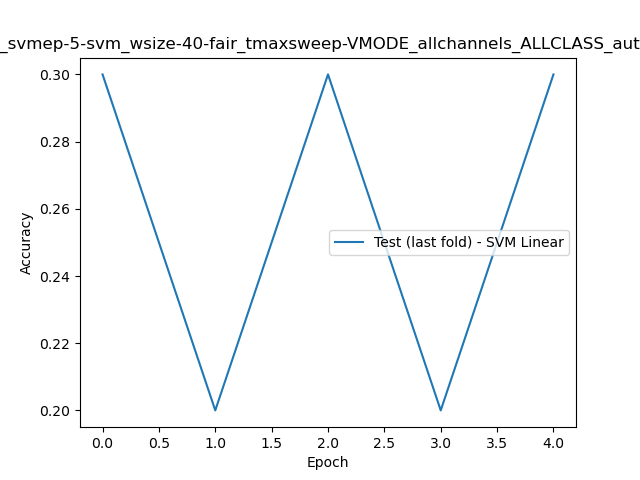 _svmep-5-svm_wsize-40-fair_tmaxsweep-VMODE_allchannels_ALLCLASS_aut
0.30
0.28
0.26
0.24
0.22
0.20
Accuracy
Test (last fold) - SVM Linear
0.0 0.5 1.0 1.5 2.0 2.5 3.0 3.5 4.0
Epoch